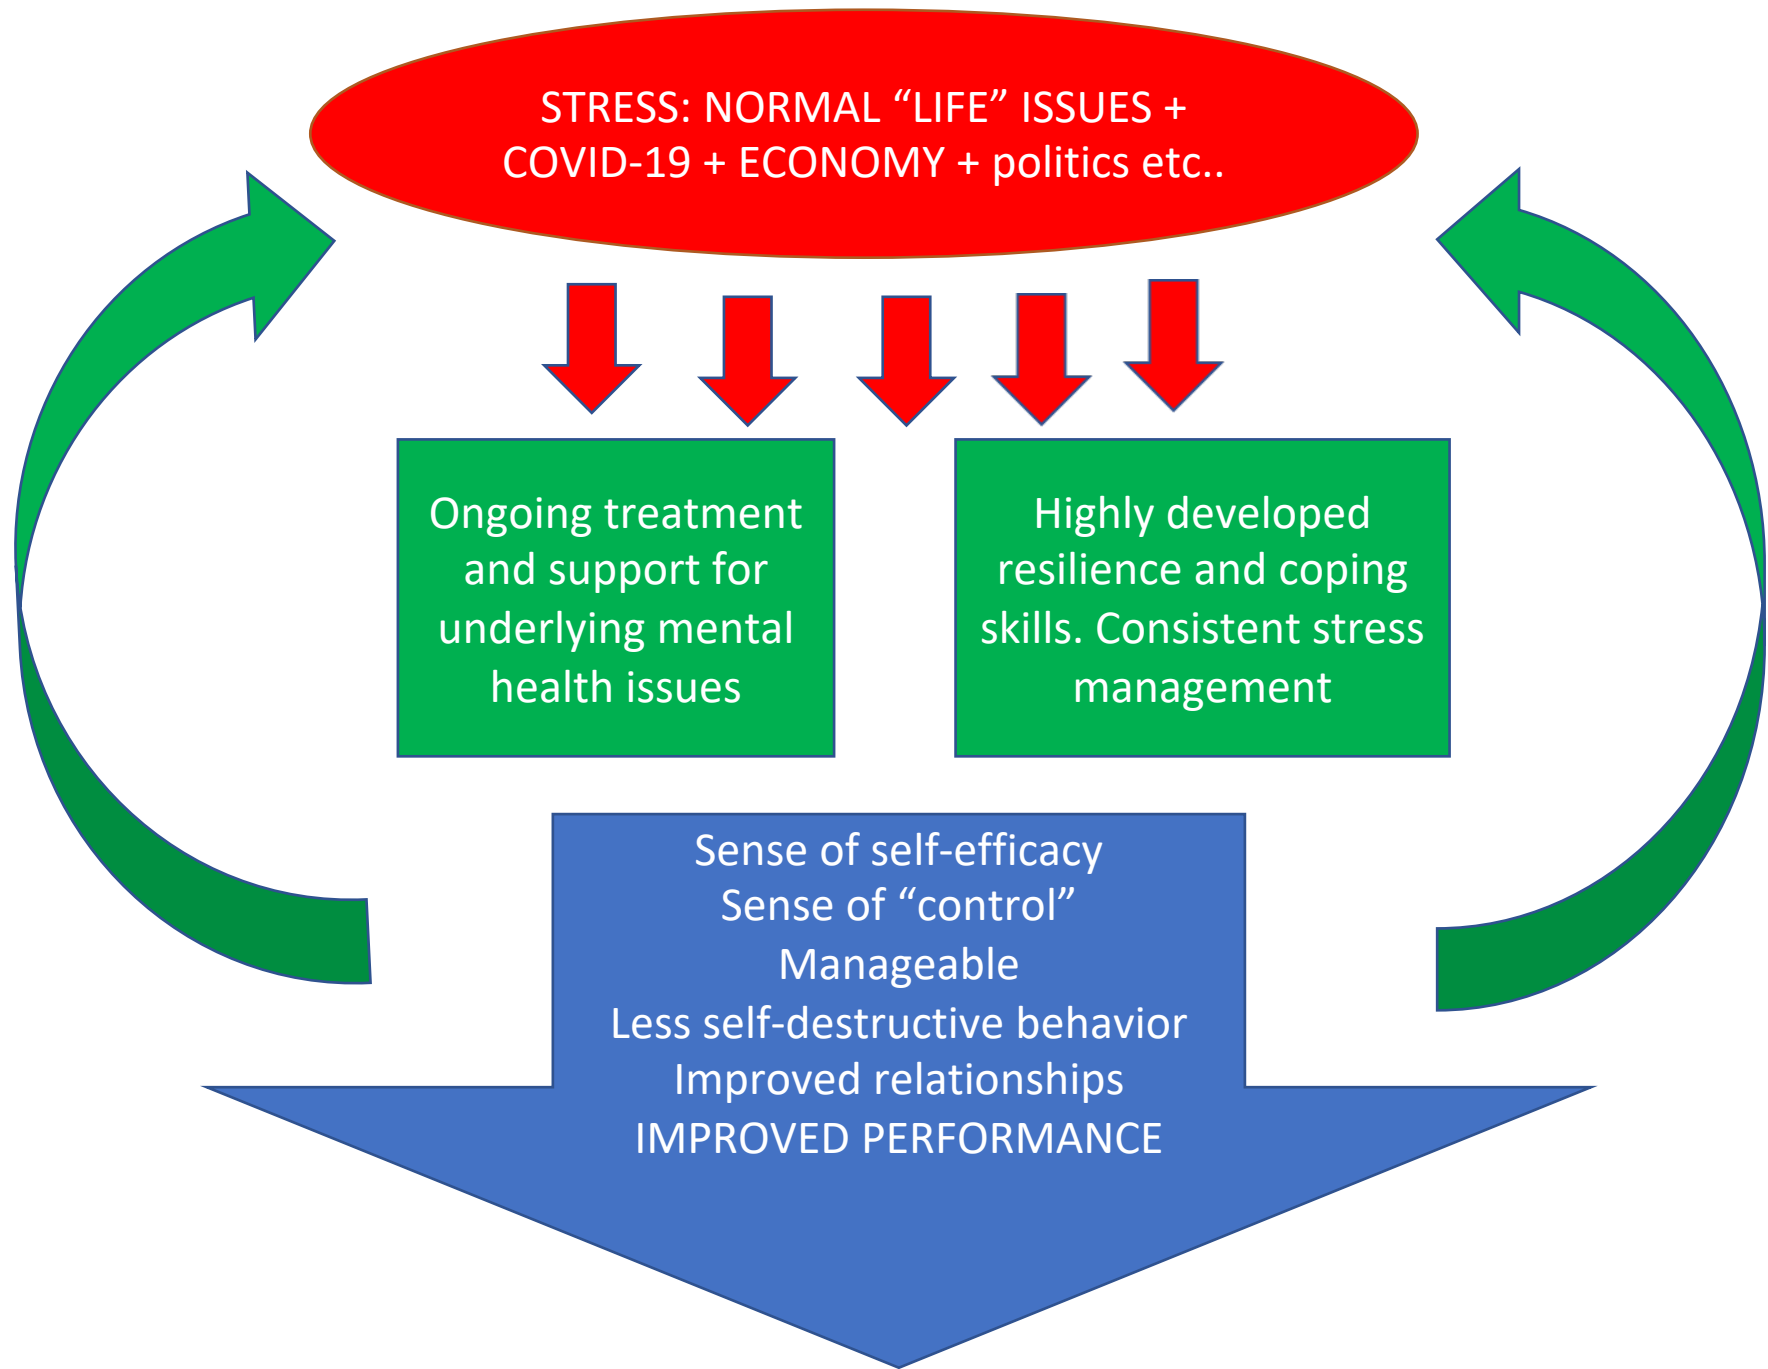 STRESS: NORMAL “LIFE” ISSUES +
COVID-19 + ECONOMY + politics etc..
Ongoing treatment
and support for
underlying mental
health issues
Highly developed
resilience and coping
skills. Consistent stress
management
Sense of self-efficacy
Sense of “control”
Manageable
Less self-destructive behavior
Improved relationships
IMPROVED PERFORMANCE